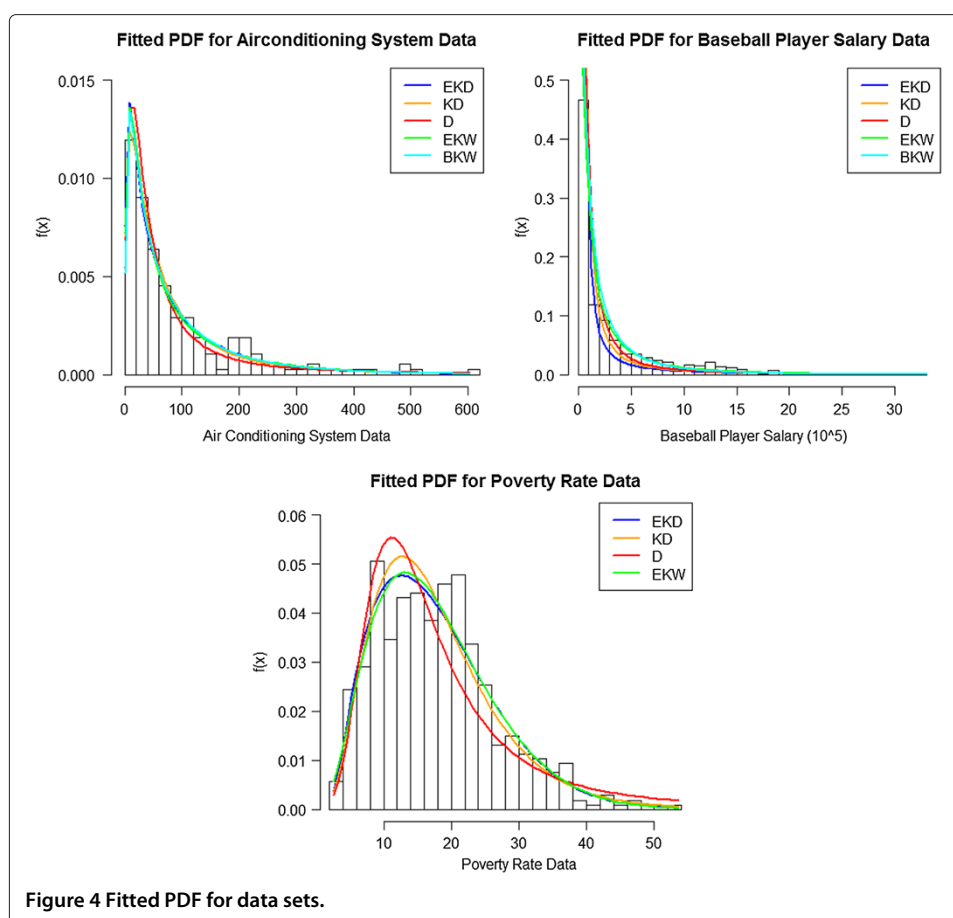 Fitted PDF for Airconditioning System Data
EKD
KD
D
EKW
BKW
0.015
0.010
0.005
0.000
f(x)
0 100 200 300 400 500 600
Air Conditioning System Data
Fitted PDF for Baseball Player Salary Data
EKD
KD
D
EKW
BKW
0.5
0.4
0.3
0.2
0.1
0.0
f(x)
0 5 10 15 20 25 30
Baseball Player Salary (10^5)
Fitted PDF for Poverty Rate Data
EKD
KD
D
EKW
0.06
0.05
0.04
0.03
0.02
0.01
0.00
f(x)
10 20 30 40 50
Poverty Rate Data
Figure 4 Fitted PDF for data sets.